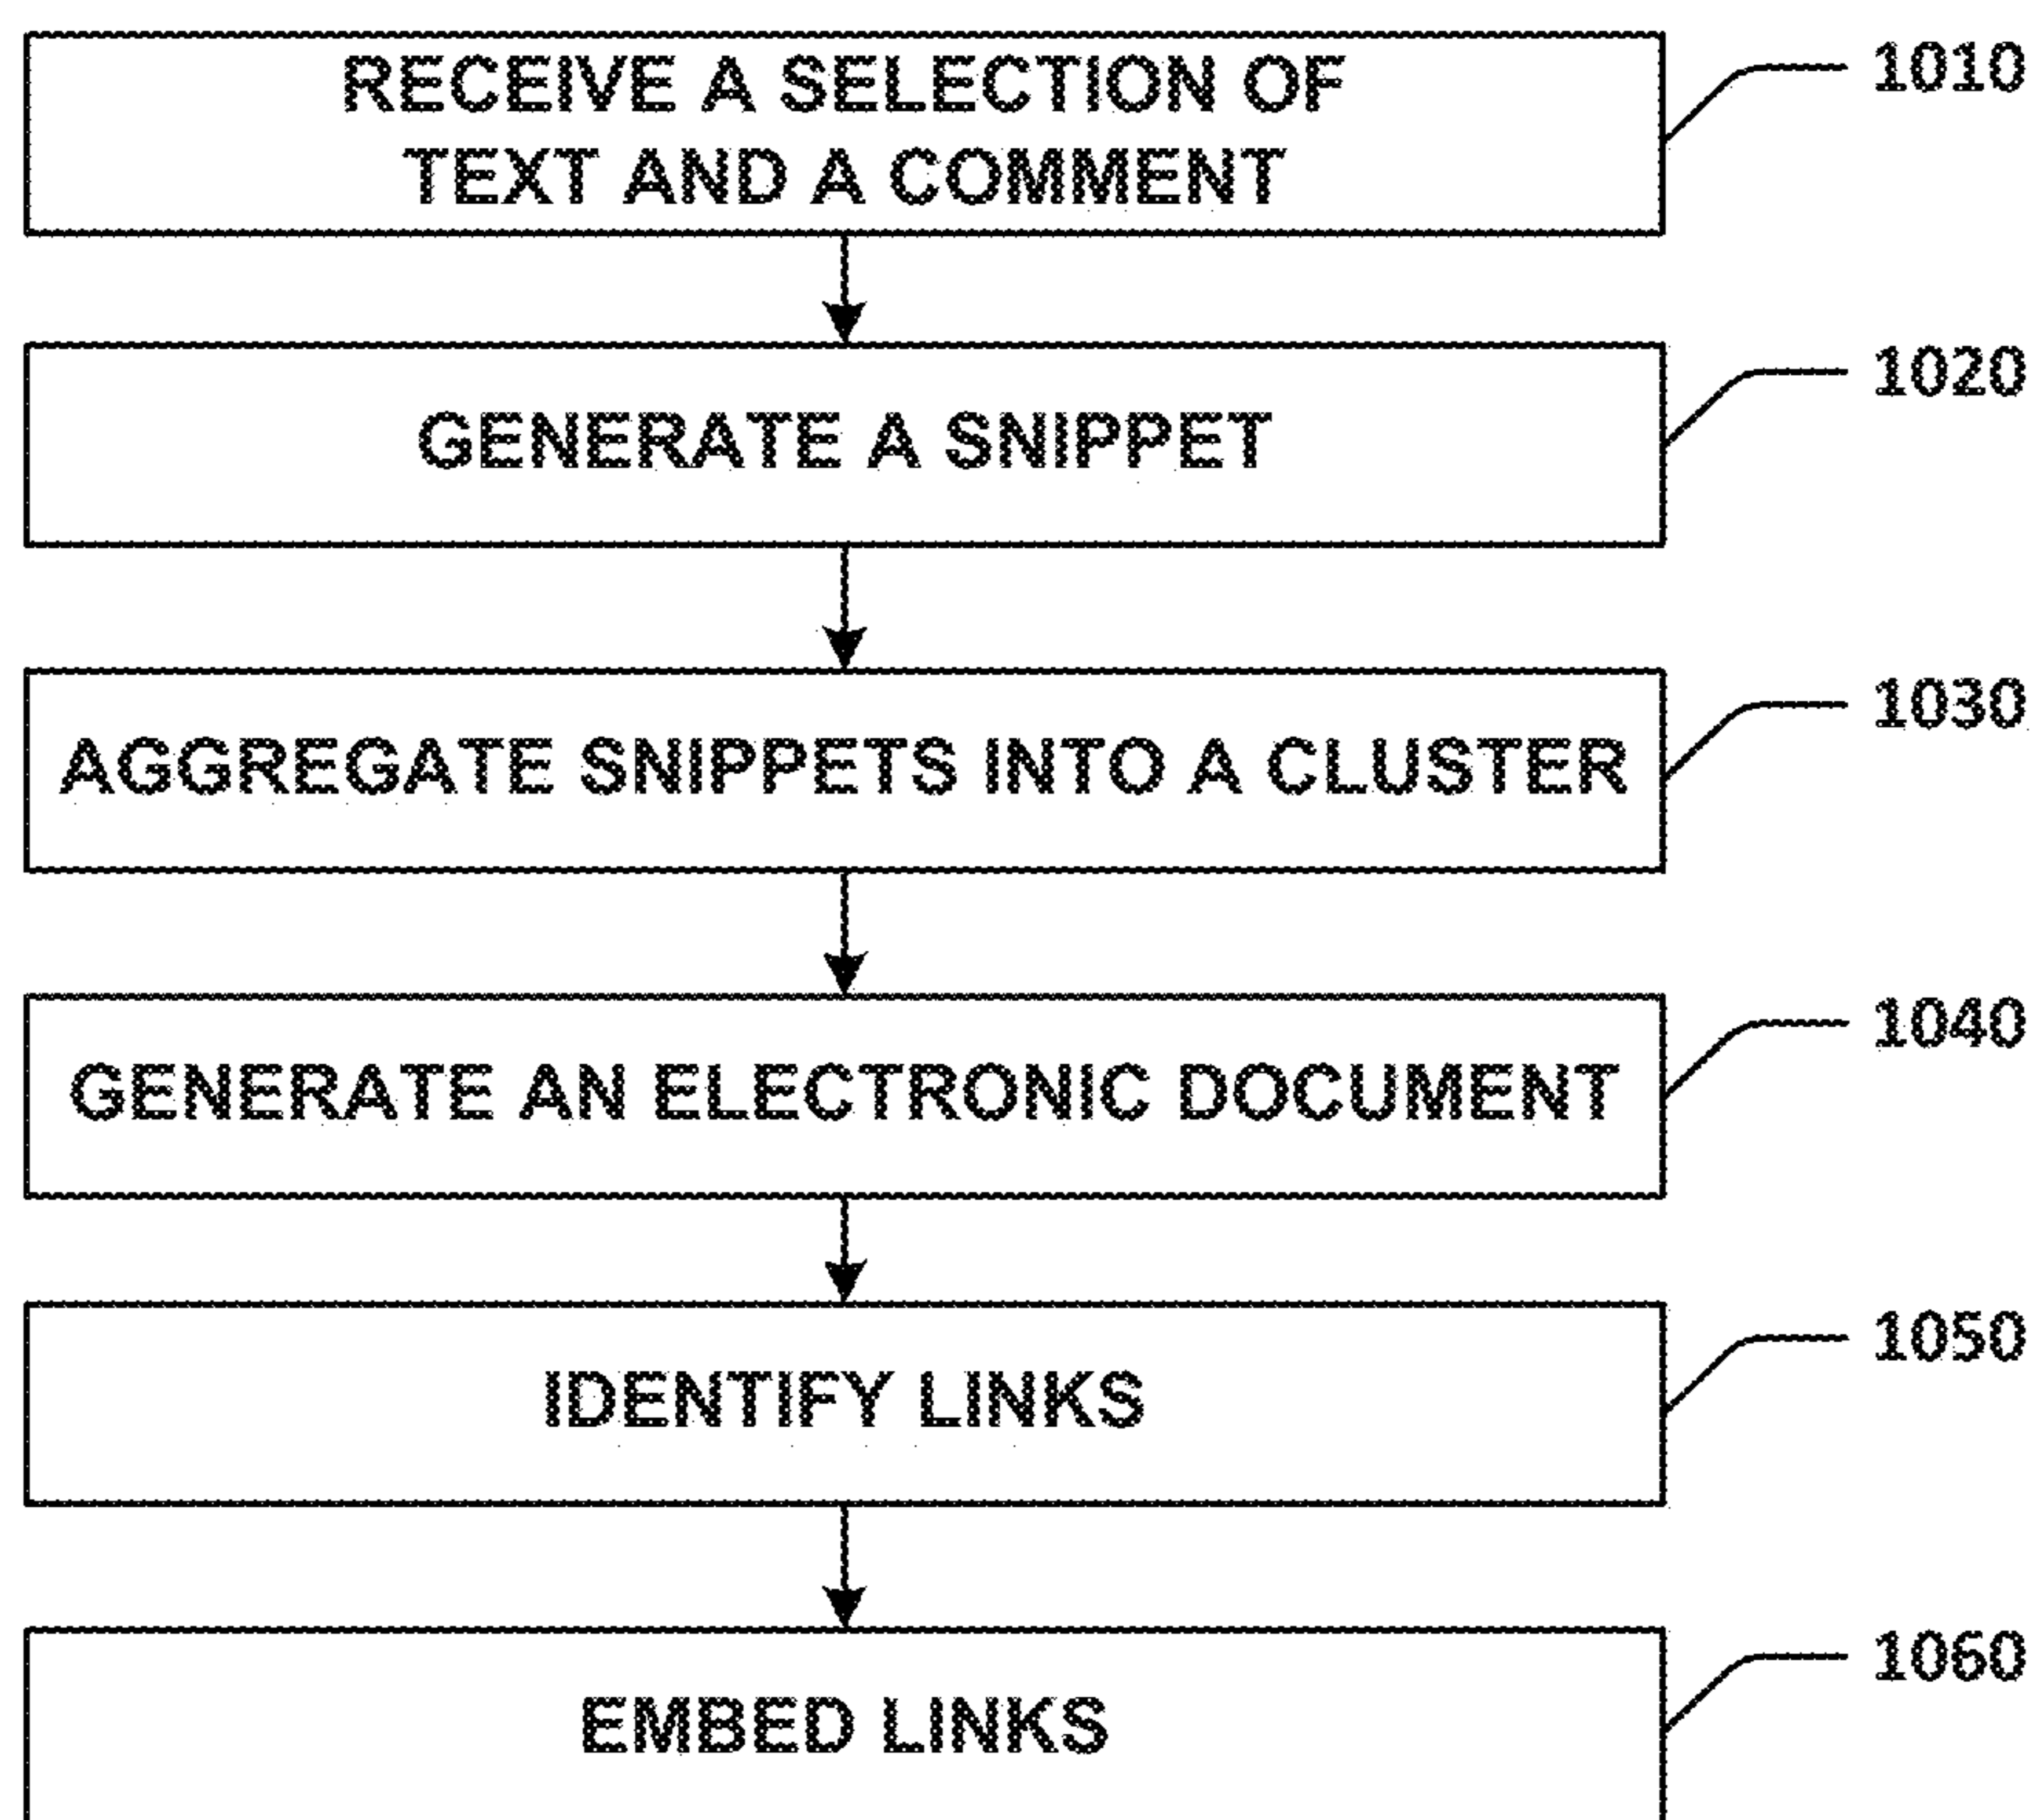 RECEIVE A SELECTION OF
TEXT AND A COMMENT
1010
GENERATE A SNIPPET
1020
AGGREGATE SNIPPETS INTO A CLUSTER
1030
GENERATE AN ELECTRONIC DOCUMENT
1040
IDENTIFY LINKS
1050
EMBED LINKS
1060